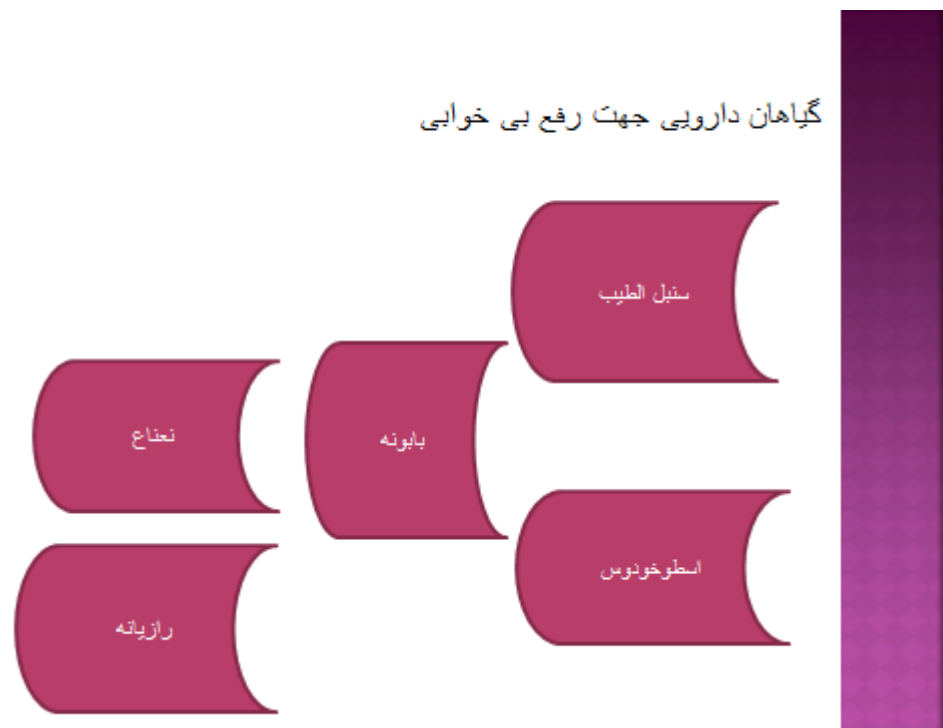 گیاهان دارویی جهت رفع بی خوابی
سنبل الطیب
بابونه
نعناع
اسطوخودوس
رازیانه